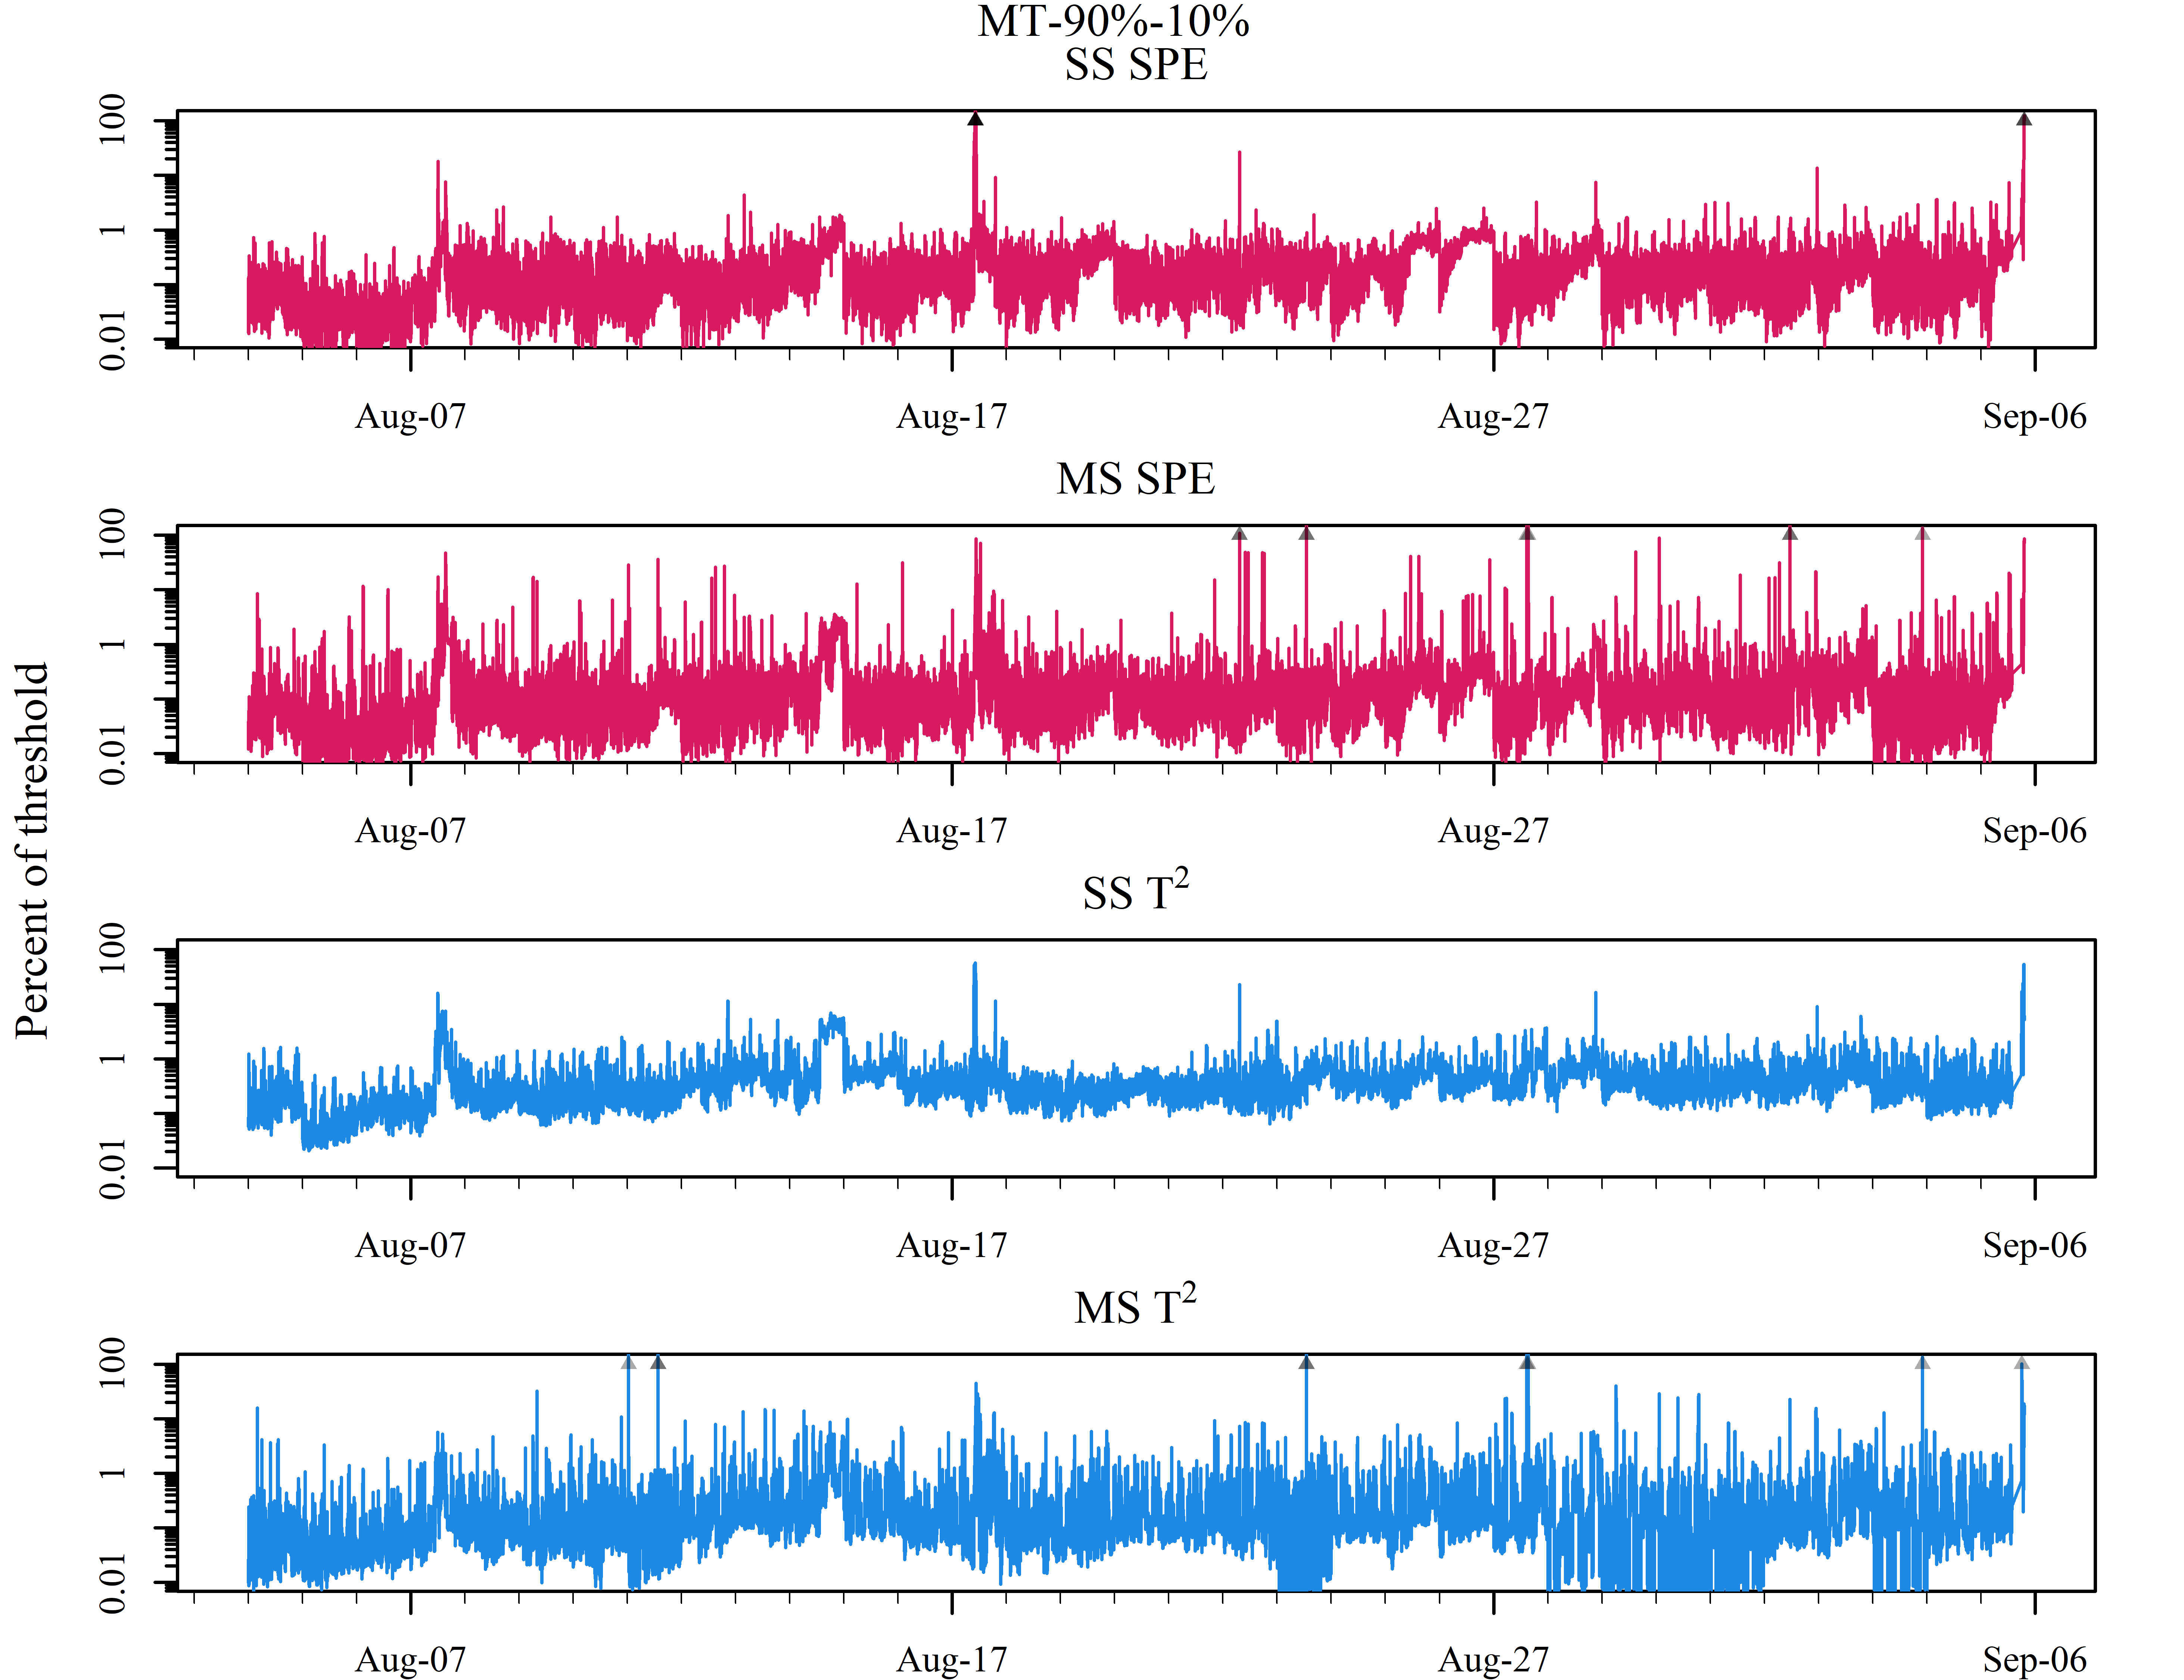 MT-90%-10%
SS SPE
100
1
0.01
Aug-07 Aug-17 Aug-27 Sep-06
MS SPE
100
1
0.01
Aug-07 Aug-17 Aug-27 Sep-06
Percent of threshold
SS T²
100
1
0.01
Aug-07 Aug-17 Aug-27 Sep-06
MS T²
100
1
0.01
Aug-07 Aug-17 Aug-27 Sep-06